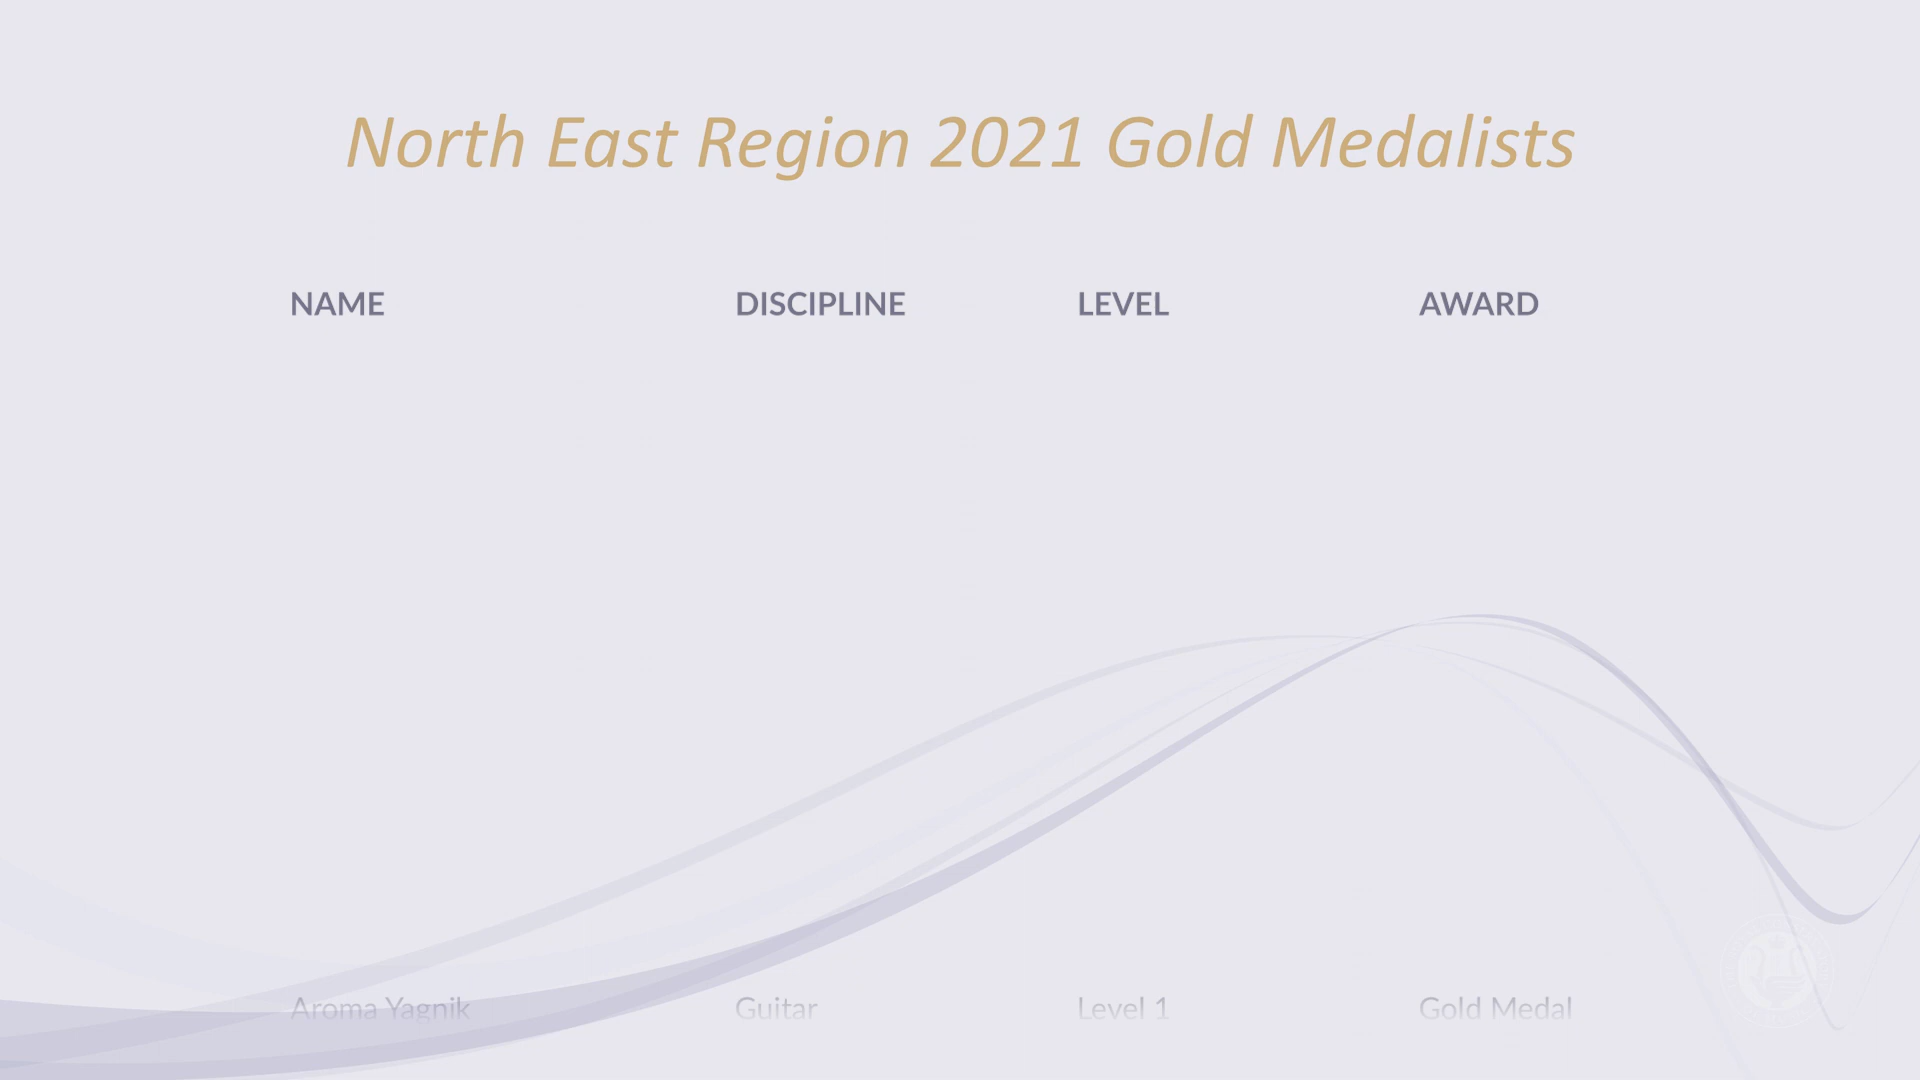 North East Region 2021 Gold Medalists
NAME DISCIPLINE LEVEL AWARD
Aroma Yagnik Guitar Level 1 Gold Medal